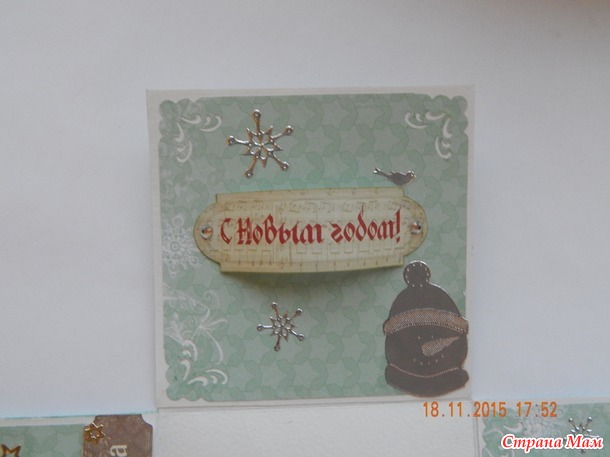 С Новым годом!
18.11.2015 17:52
а
Страна Мам